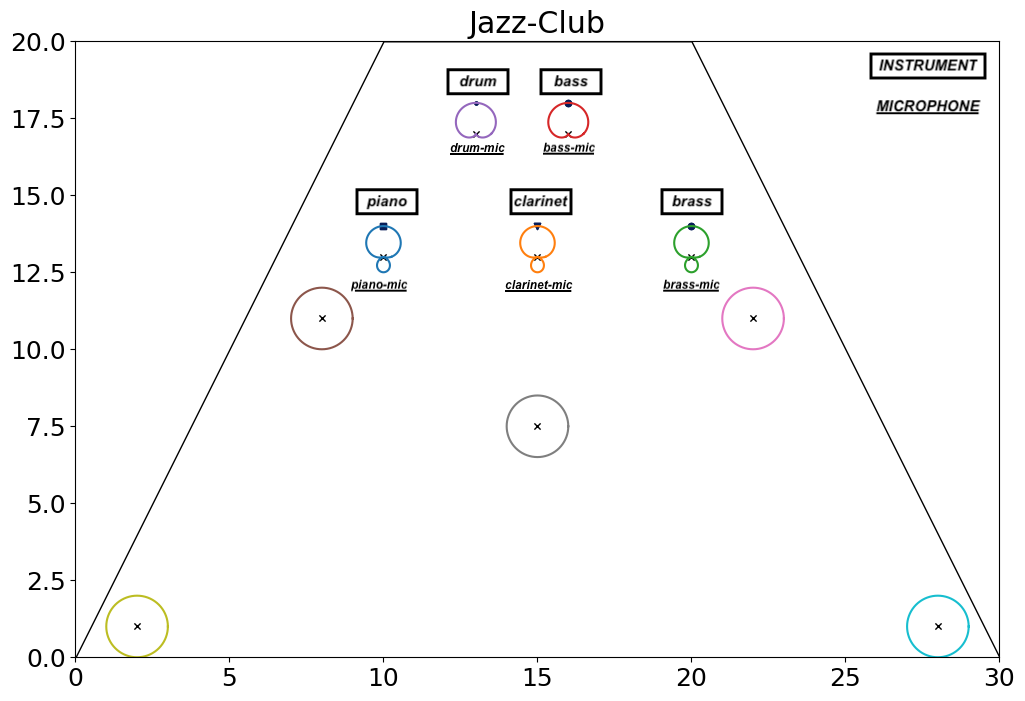 Jazz-Club
20.0
INSTRUMENT
drum
bass
MICROPHONE
17.5
drum-mic
bass-mic
15.0
piano
clarinet
brass
12.5
piano-mic
clarinet-mic
brass-mic
10.0
7.5
5.0
2.5
0.0
0 5 10 15 20 25 30